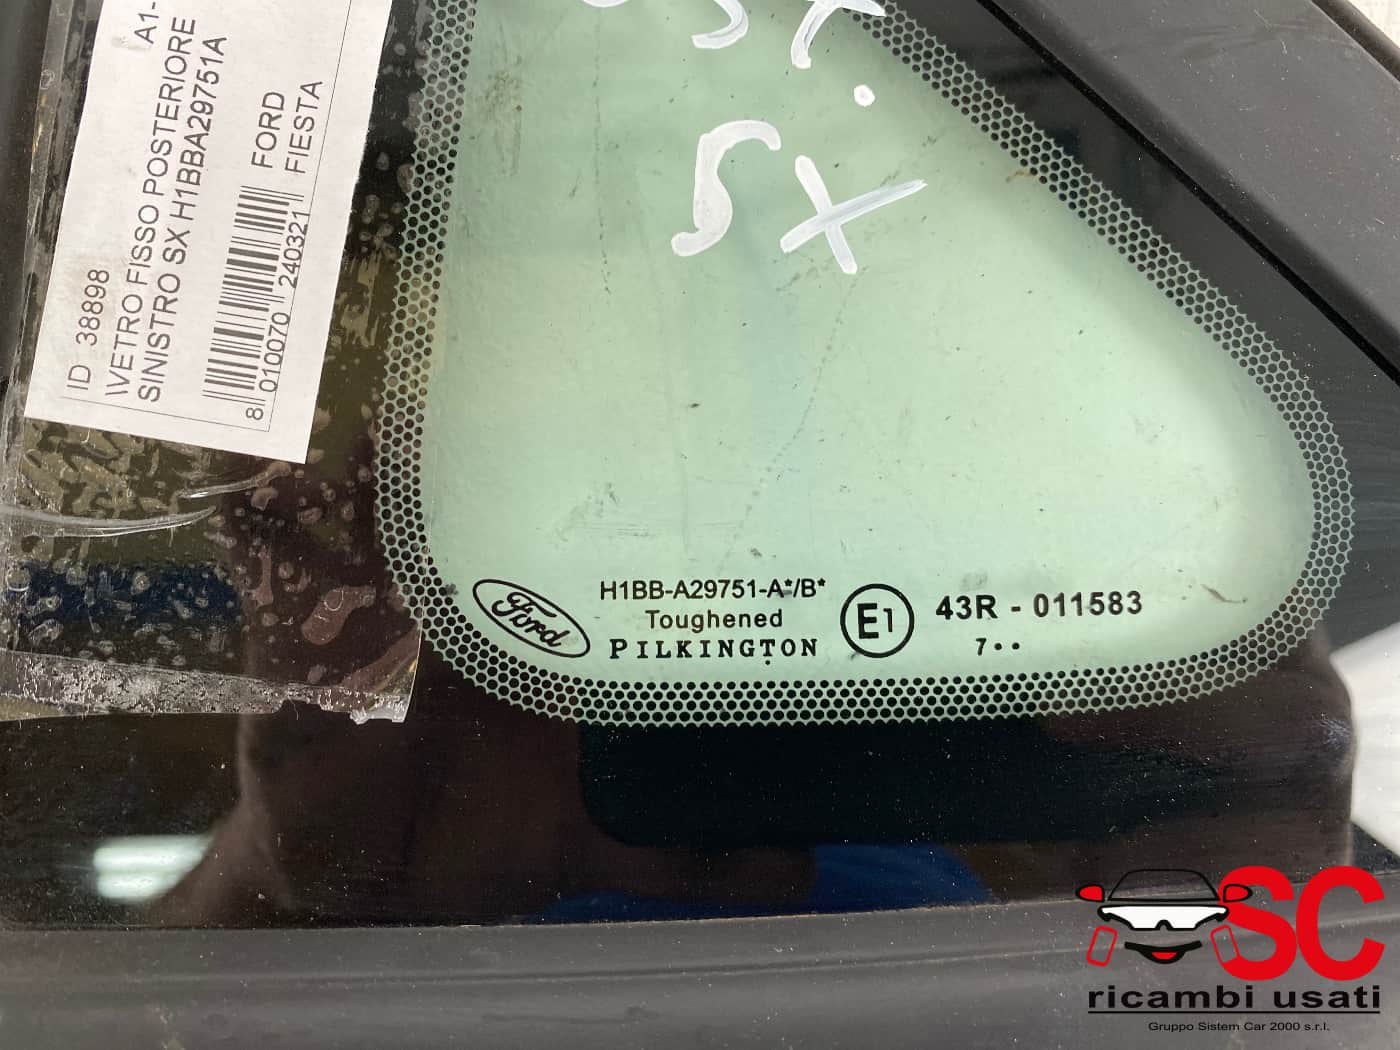 A1-
ID 38898
VETRO FISSO POSTERIORE
SINISTRO SX H1BBA29751A
FORD
FIESTA
8 010070 240321
SX
Ford
H1BB-A29751-A*/B*
Toughened
PILKINGTON
E1
43R - 011583
7••
SC
ricambi usati
Gruppo Sistem Car 2000 s.r.l.